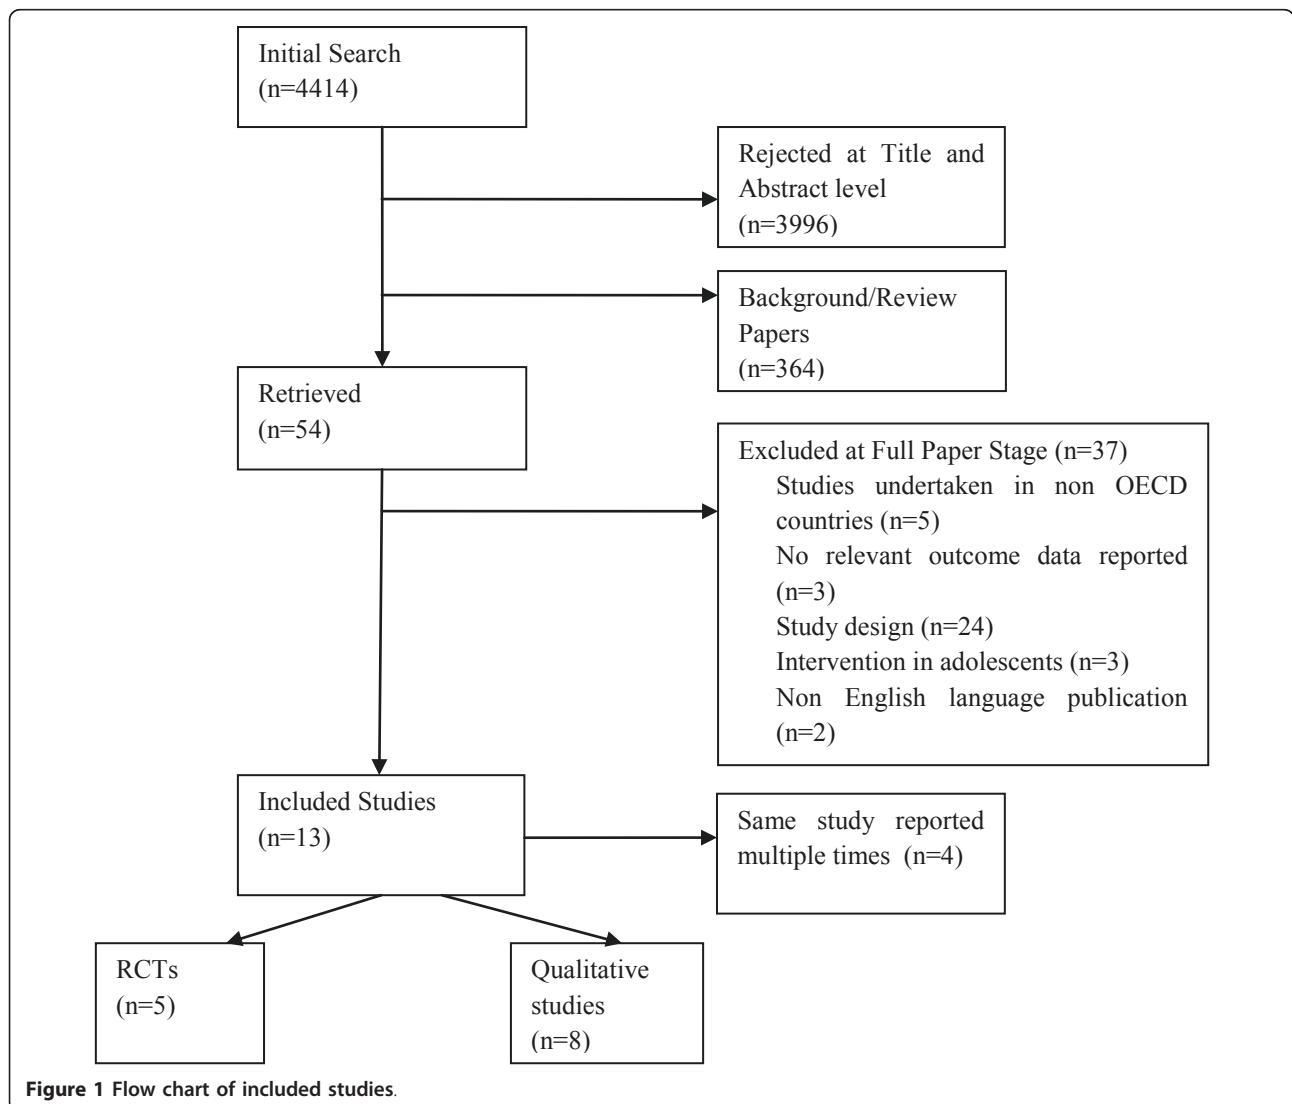 Initial Search
(n=4414)
Rejected at Title and
Abstract level
(n=3996)
Background/Review
Papers
(n=364)
Retrieved
(n=54)
Excluded at Full Paper Stage (n=37)
Studies undertaken in non OECD
countries (n=5)
No relevant outcome data reported
(n=3)
Study design (n=24)
Intervention in adolescents (n=3)
Non English language publication
(n=2)
Included Studies
(n=13)
Same study reported
multiple times (n=4)
RCTs
(n=5)
Qualitative
studies
(n=8)
Figure 1 Flow chart of included studies.